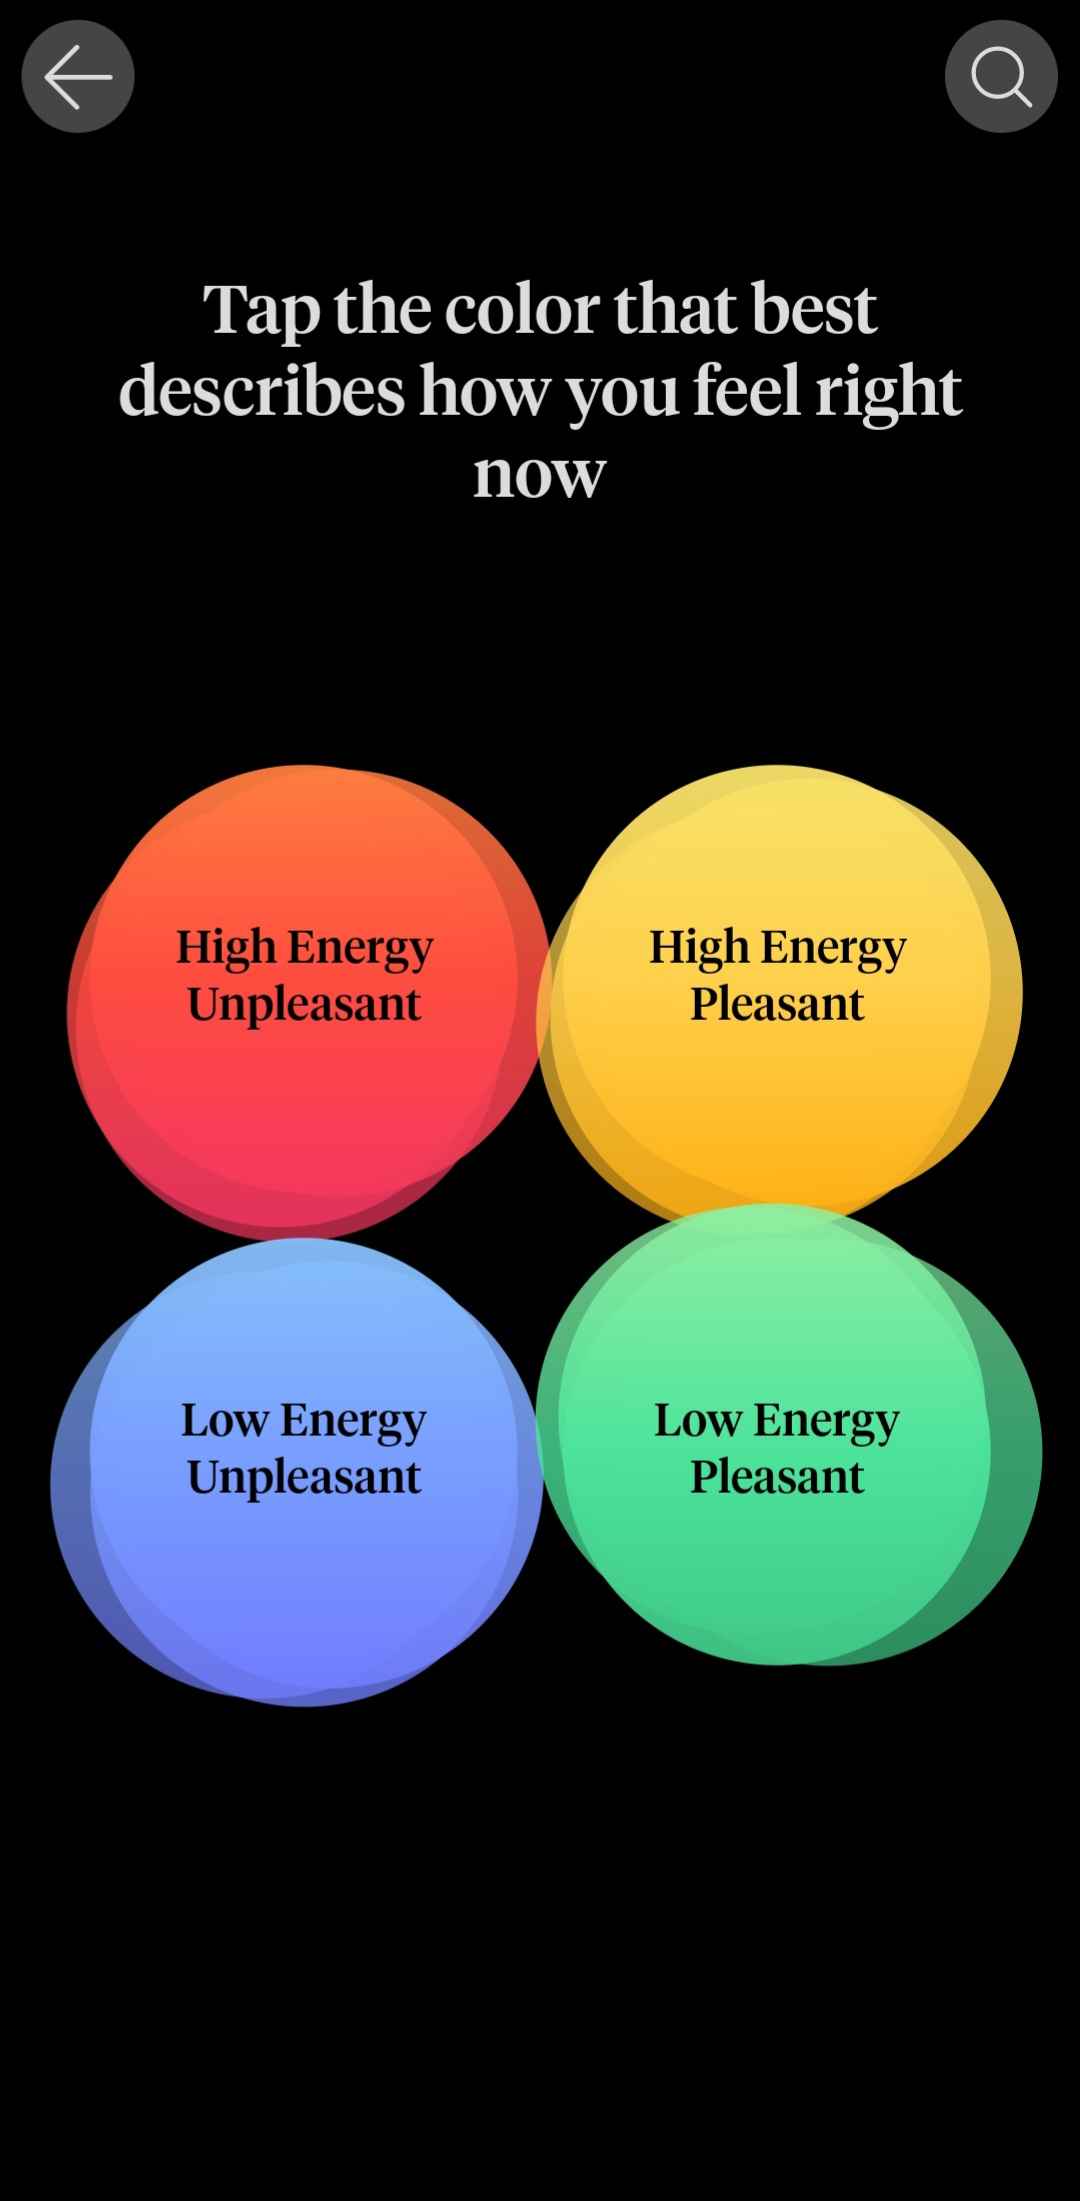 Tap the color that best
describes how you feel right
now
High Energy
Unpleasant
High Energy
Pleasant
Low Energy
Unpleasant
Low Energy
Pleasant